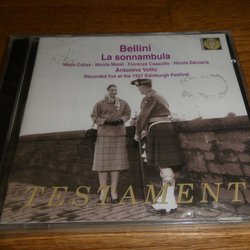 Bellini
La sonnambula
Maria Callas · Nicola Monti · Fiorenza Cossotto · Nicola Zaccaria
Antonino Votto
Recorded live at the 1957 Edinburgh Festival
TESTAMENT